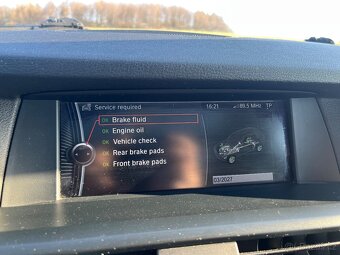 Service required
16:21
89.5 MHz
TP
OK Brake fluid
OK Engine oil
OK Vehicle check
OK Rear brake pads
OK Front brake pads
03/2027